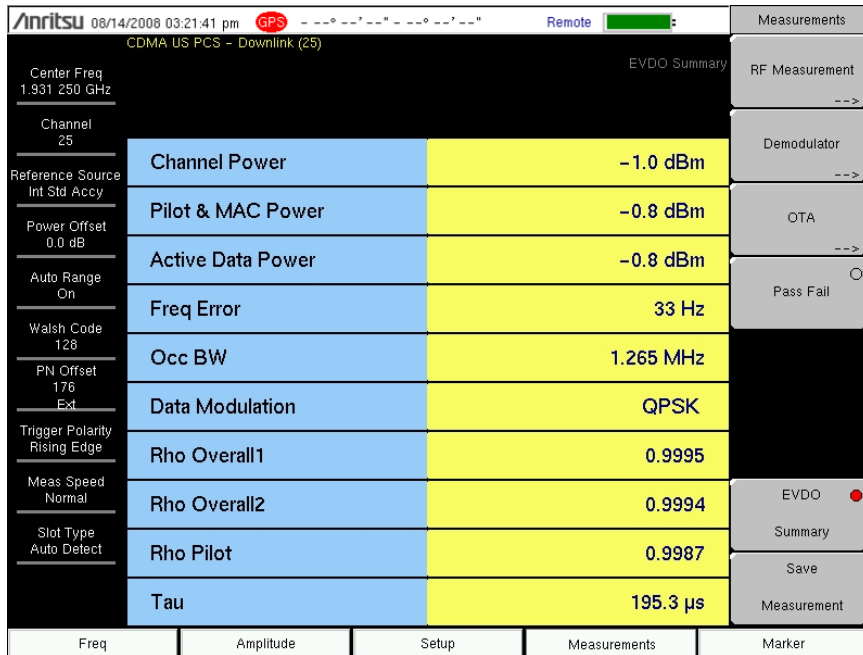 Anritsu 08/14/2008 03:21:41 pm GPS - --° --'--" - --° --'--" Remote
Measurements
CDMA US PCS - Downlink (25)
EVDO Summary
Center Freq
1.931 250 GHz
Channel
25
Reference Source
Int Std Accy
Power Offset
0.0 dB
Auto Range
On
Walsh Code
128
PN Offset
176
Ext
Trigger Polarity
Rising Edge
Meas Speed
Normal
Slot Type
Auto Detect
Channel Power -1.0 dBm
Pilot & MAC Power -0.8 dBm
Active Data Power -0.8 dBm
Freq Error 33 Hz
Occ BW 1.265 MHz
Data Modulation QPSK
Rho Overall1 0.9995
Rho Overall2 0.9994
Rho Pilot 0.9987
Tau 195.3 µs
RF Measurement
-->
Demodulator
-->
OTA
-->
Pass Fail
EVDO
Summary
Save
Measurement
Freq Amplitude Setup Measurements Marker